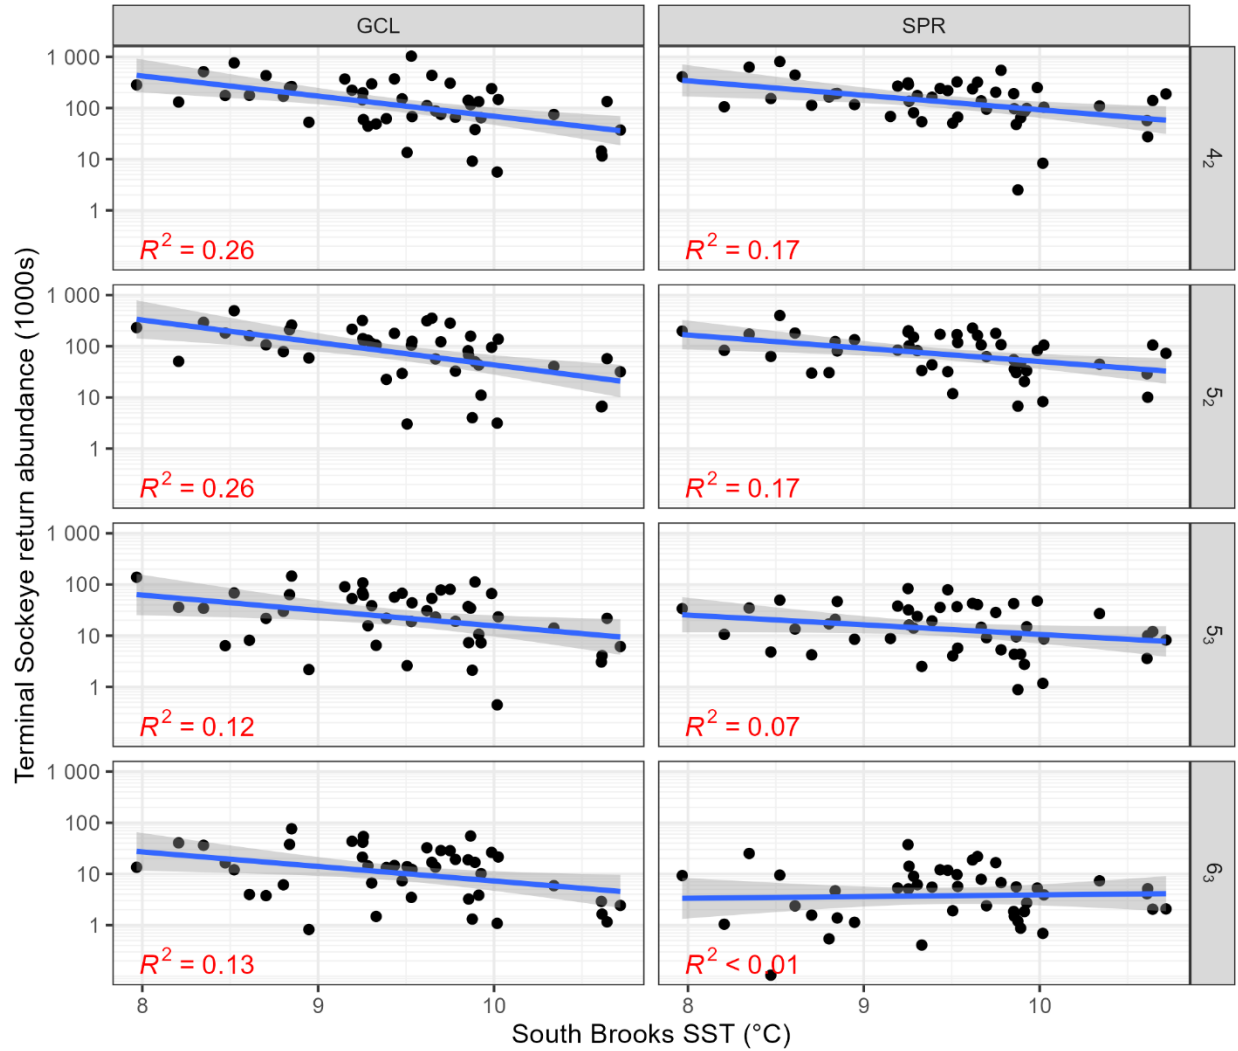 GCL SPR
1 000
100
10
1
R² = 0.26
R² = 0.17
4₂
1 000
100
10
1
R² = 0.26
R² = 0.17
5₂
1 000
100
10
1
R² = 0.12
R² = 0.07
5₃
1 000
100
10
1
R² = 0.13
R² < 0.01
6₃
8 9 10 8 9 10
South Brooks SST (°C)
Terminal Sockeye return abundance (1000s)